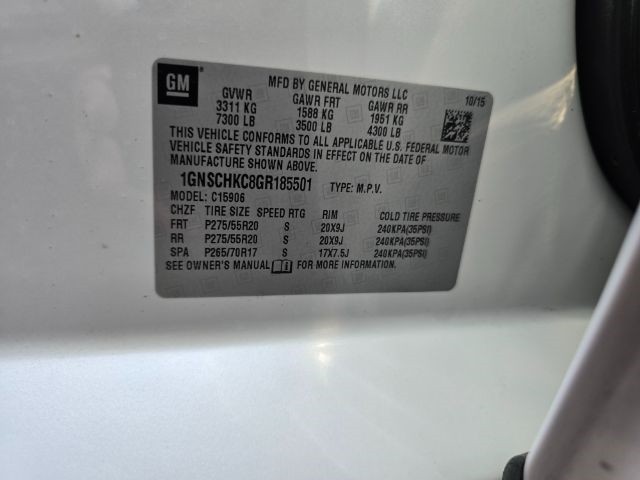 GM
MFD BY GENERAL MOTORS LLC
10/15
GVWR GAWR FRT GAWR RR
3311 KG 1588 KG 1951 KG
7300 LB 3500 LB 4300 LB
THIS VEHICLE CONFORMS TO ALL APPLICABLE U.S. FEDERAL MOTOR
VEHICLE SAFETY STANDARDS IN EFFECT ON THE DATE OF
MANUFACTURE SHOWN ABOVE.
1GNSCHKC8GR185501 TYPE: M.P.V.
MODEL: C15906
CHZF TIRE SIZE SPEED RTG RIM COLD TIRE PRESSURE
FRT P275/55R20 S 20X9J 240KPA(35PSI)
RR P275/55R20 S 20X9J 240KPA(35PSI)
SPA P265/70R17 S 17X7.5J 240KPA(35PSI)
SEE OWNER'S MANUAL FOR MORE INFORMATION.